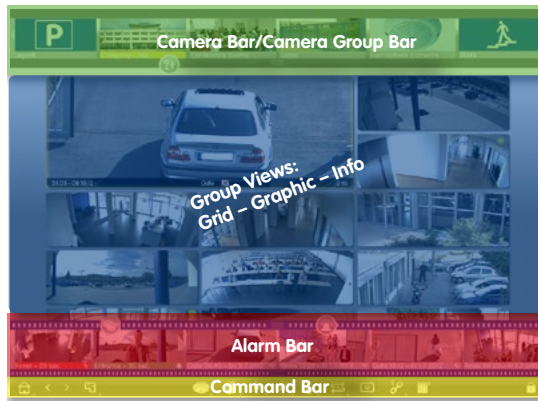 P
Camera Bar/Camera Group Bar
Group Views:
Grid – Graphic – Info
Alarm Bar
Command Bar